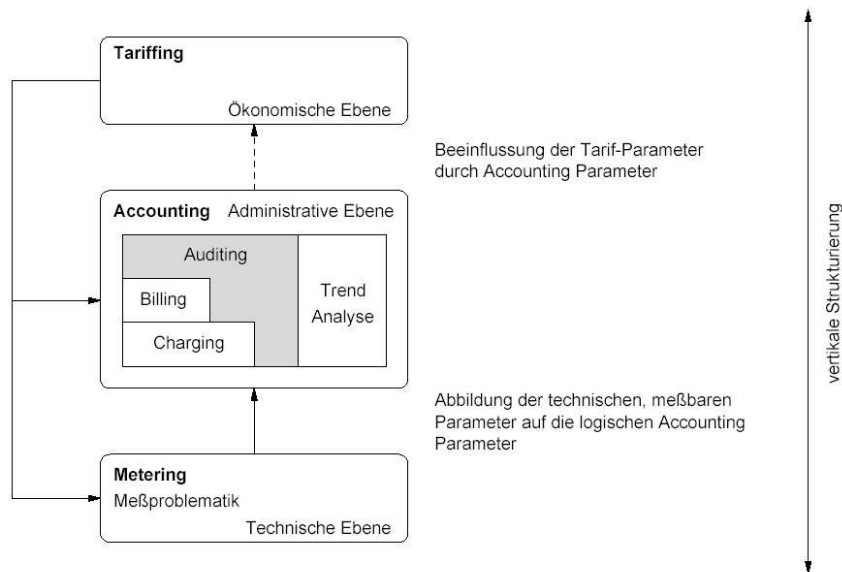 Tariffing
Ökonomische Ebene
Beeinflussung der Tarif-Parameter
durch Accounting Parameter
Accounting Administrative Ebene
Auditing
Billing
Charging
Trend
Analyse
vertikale Strukturierung
Abbildung der technischen, meßbaren
Parameter auf die logischen Accounting
Parameter
Metering
Meßproblematik
Technische Ebene